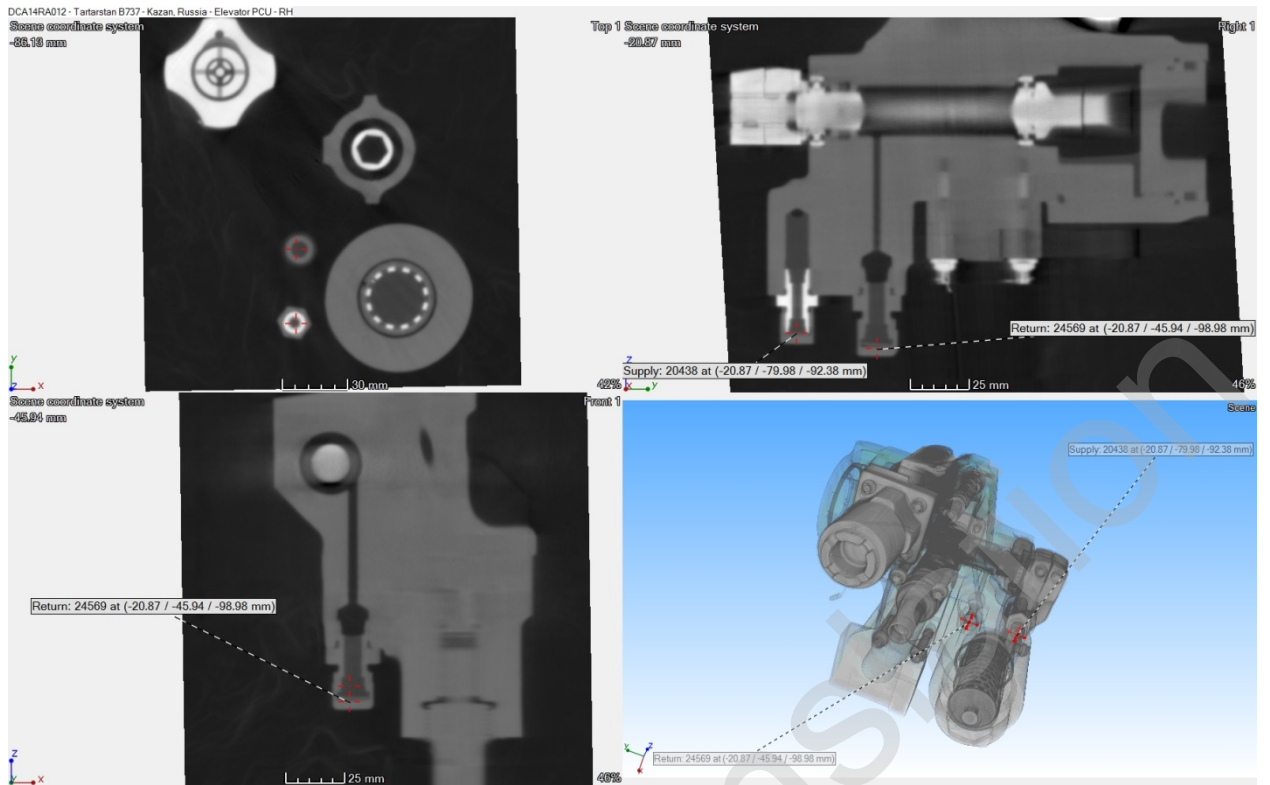 DCA14RA012 - Tartarstan B737 - Kazan, Russia - Elevator PCU - RH
Scene coordinate system
-86.13 mm
Top 1
y
z
x
30 mm
42%
Scene coordinate system
-20.87 mm
Right 1
Return: 24569 at (-20.87 / -45.94 / -98.98 mm)
Supply: 20438 at (-20.87 / -79.98 / -92.38 mm)
z
x
y
25 mm
46%
Scene coordinate system
-45.94 mm
Front 1
Return: 24569 at (-20.87 / -45.94 / -98.98 mm)
z
y
x
25 mm
46%
Scene
Supply: 20438 at (-20.87 / -79.98 / -92.38 mm)
Return: 24569 at (-20.87 / -45.94 / -98.98 mm)
y
z
x